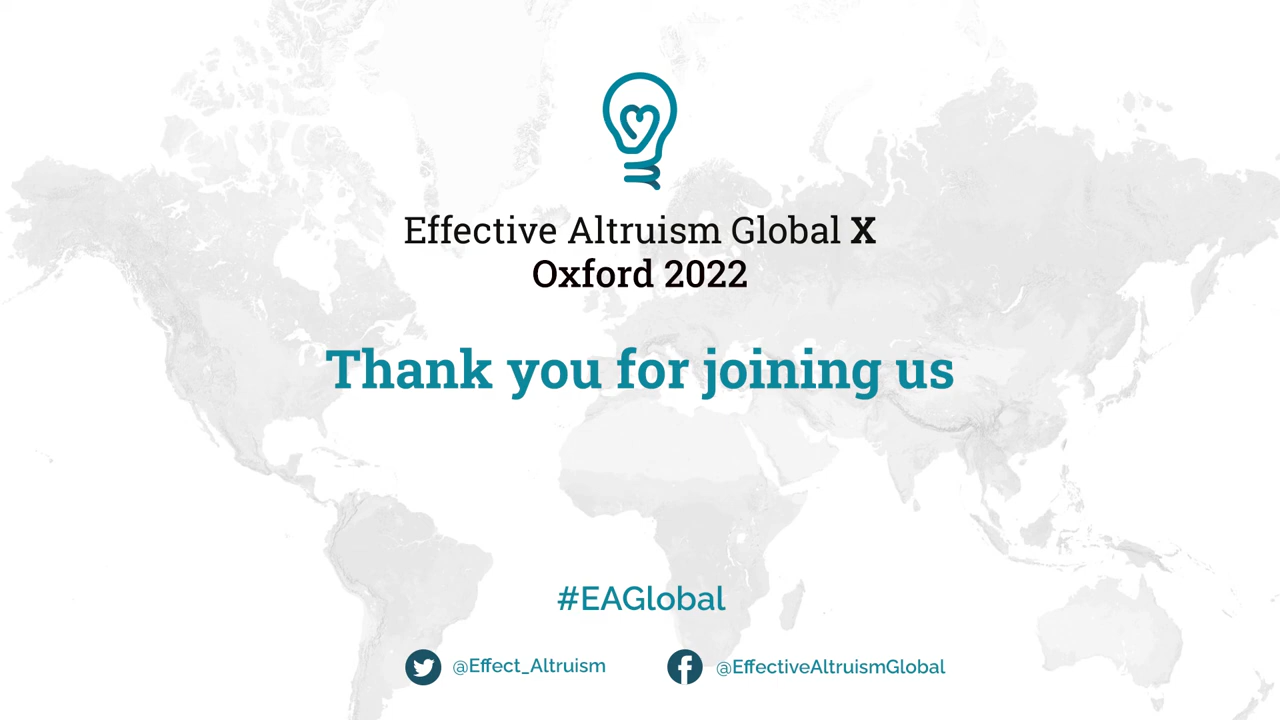 Effective Altruism Global X
Oxford 2022
Thank you for joining us
#EAGlobal
@Effect_Altruism
@EffectiveAltruismGlobal